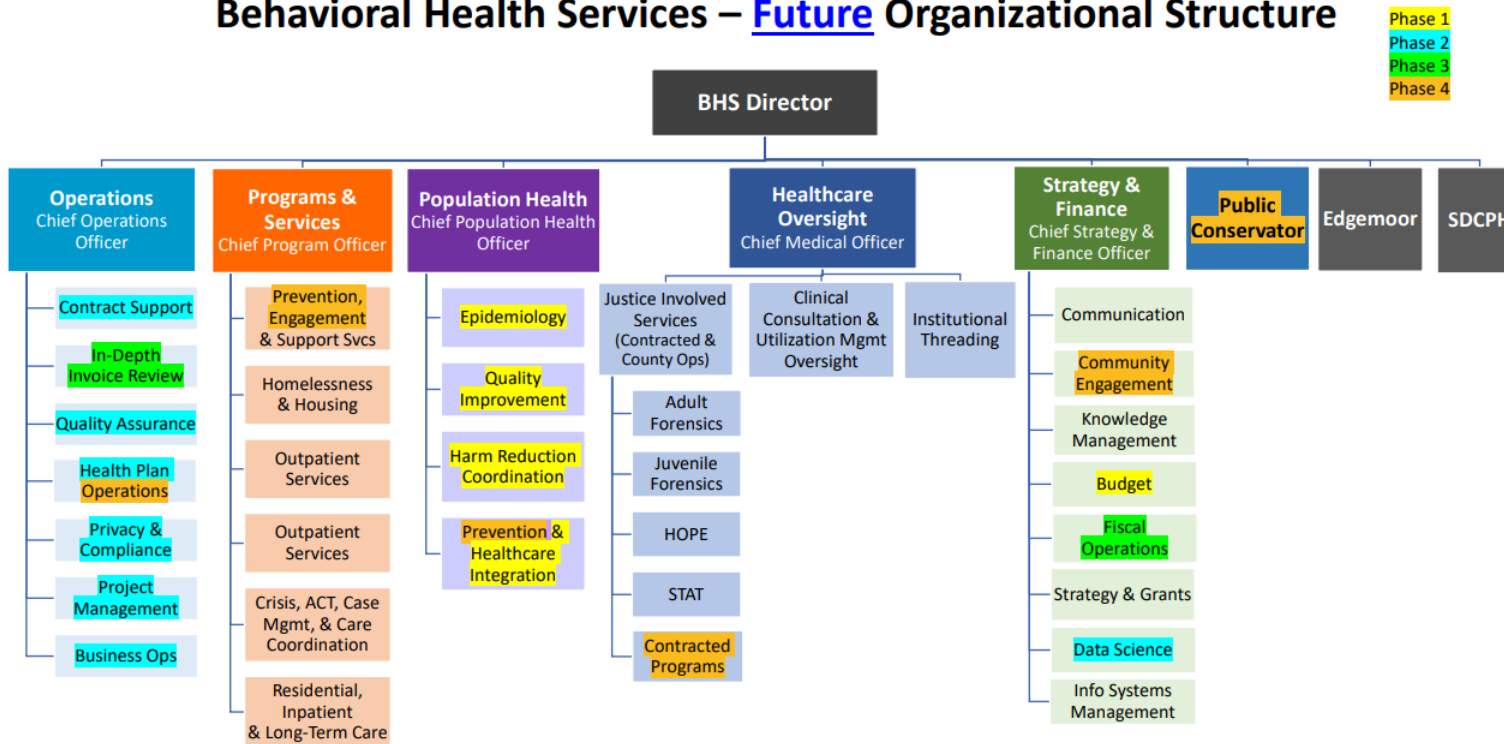 Behavioral Health Services – Future Organizational Structure
Phase 1
Phase 2
Phase 3
Phase 4
BHS Director
Operations
Chief Operations
Officer
Contract Support
In-Depth
Invoice Review
Quality Assurance
Health Plan
Operations
Privacy &
Compliance
Project
Management
Business Ops
Programs &
Services
Chief Program Officer
Prevention,
Engagement
& Support Svcs
Homelessness
& Housing
Outpatient
Services
Outpatient
Services
Crisis, ACT, Case
Mgmt, & Care
Coordination
Residential,
Inpatient
& Long-Term Care
Population Health
Chief Population Health
Officer
Epidemiology
Quality
Improvement
Harm Reduction
Coordination
Prevention &
Healthcare
Integration
Healthcare
Oversight
Chief Medical Officer
Justice Involved
Services
(Contracted &
County Ops)
Adult
Forensics
Juvenile
Forensics
HOPE
STAT
Contracted
Programs
Clinical
Consultation &
Utilization Mgmt
Oversight
Institutional
Threading
Strategy &
Finance
Chief Strategy &
Finance Officer
Communication
Community
Engagement
Knowledge
Management
Budget
Fiscal
Operations
Strategy & Grants
Data Science
Info Systems
Management
Public
Conservator
Edgemoor
SDCPH